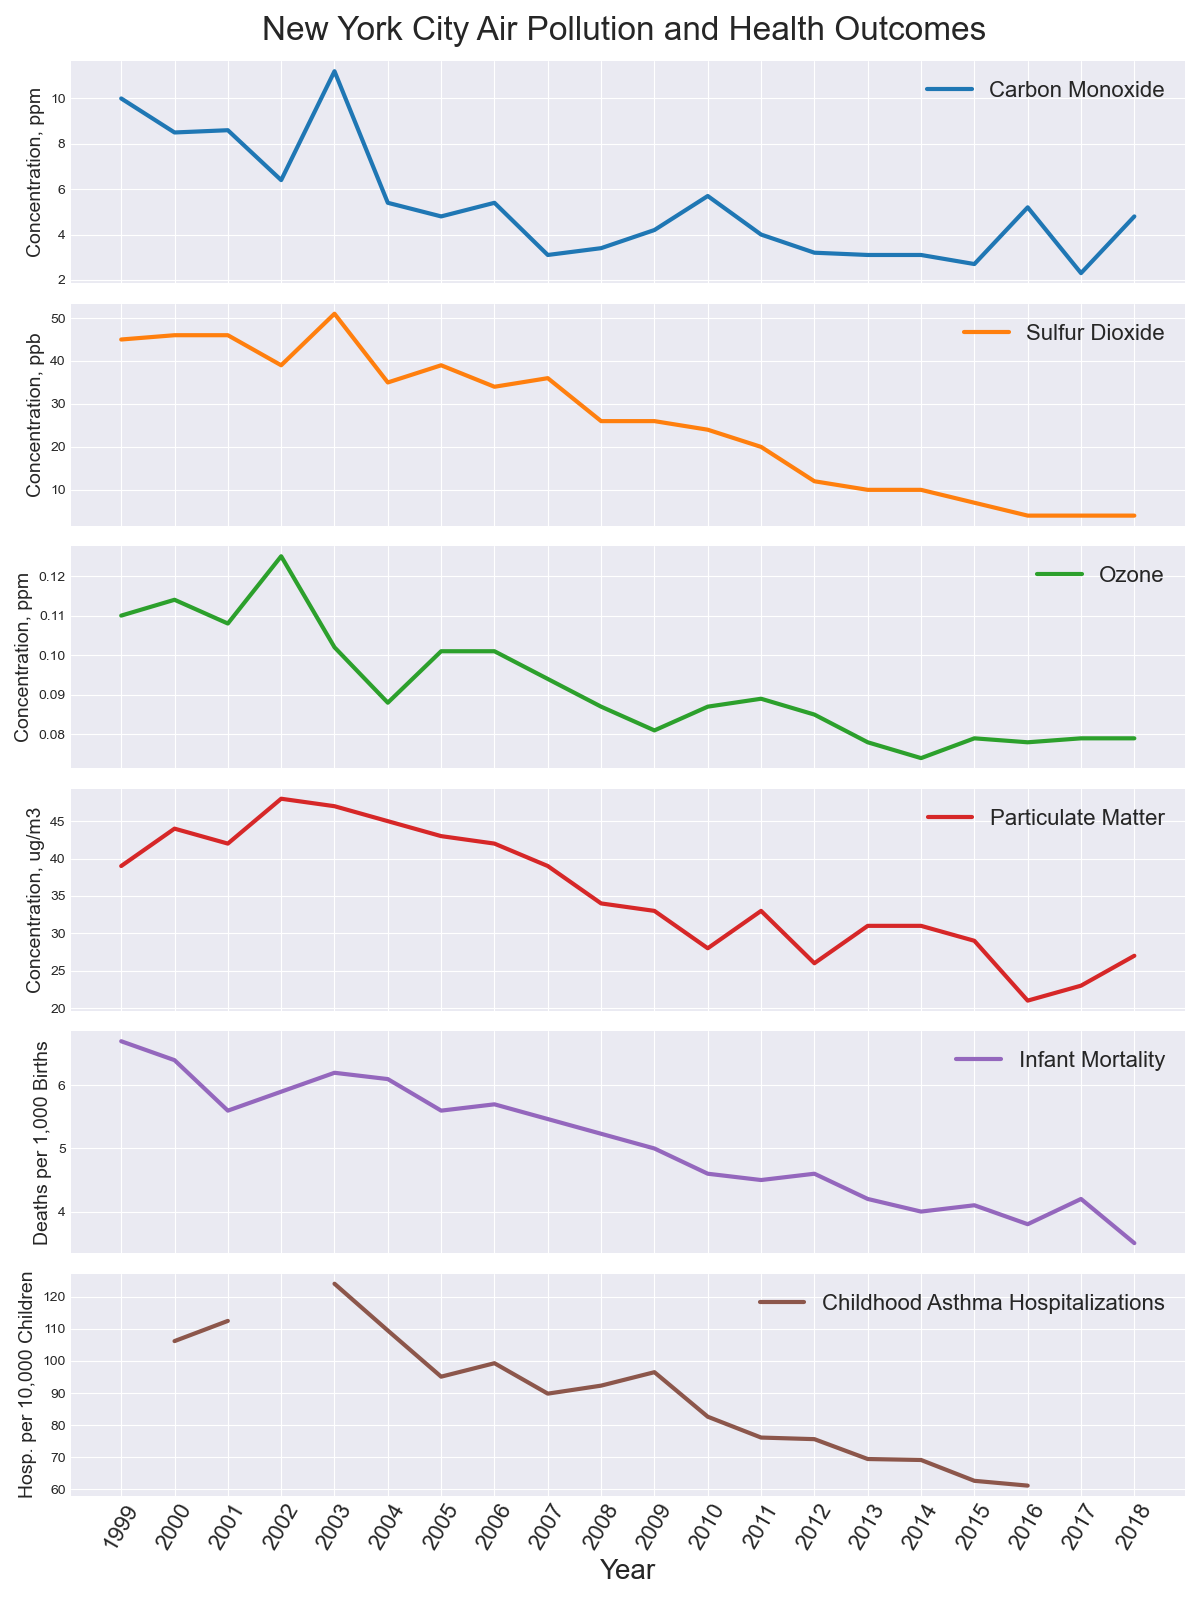 New York City Air Pollution and Health Outcomes
Concentration, ppm
10
8
6
4
2
Carbon Monoxide
Concentration, ppb
50
40
30
20
10
Sulfur Dioxide
Concentration, ppm
0.12
0.11
0.10
0.09
0.08
Ozone
Concentration, ug/m3
45
40
35
30
25
20
Particulate Matter
Deaths per 1,000 Births
6
5
4
Infant Mortality
Hosp. per 10,000 Children
120
110
100
90
80
70
60
Childhood Asthma Hospitalizations
1999 2000 2001 2002 2003 2004 2005 2006 2007 2008 2009 2010 2011 2012 2013 2014 2015 2016 2017 2018
Year